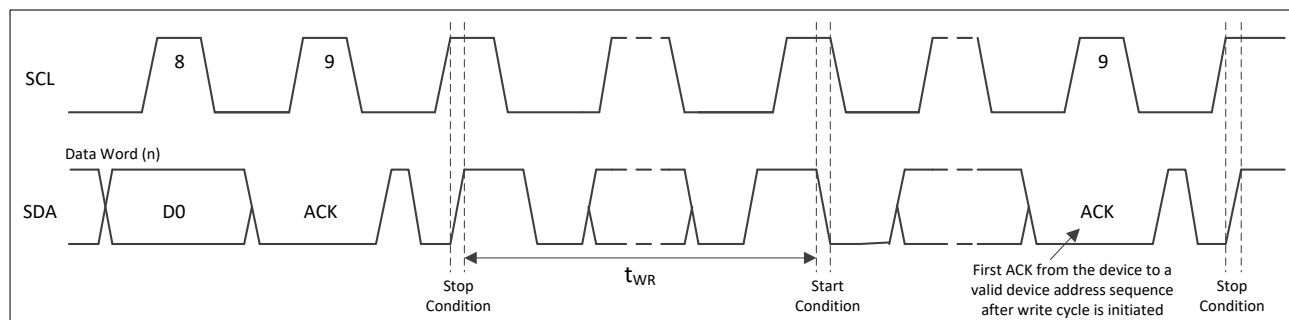 SCL
8
9
9
Data Word (n)
SDA
D0
ACK
ACK
tWR
Stop
Condition
Start
Condition
First ACK from the device to a
valid device address sequence
after write cycle is initiated
Stop
Condition